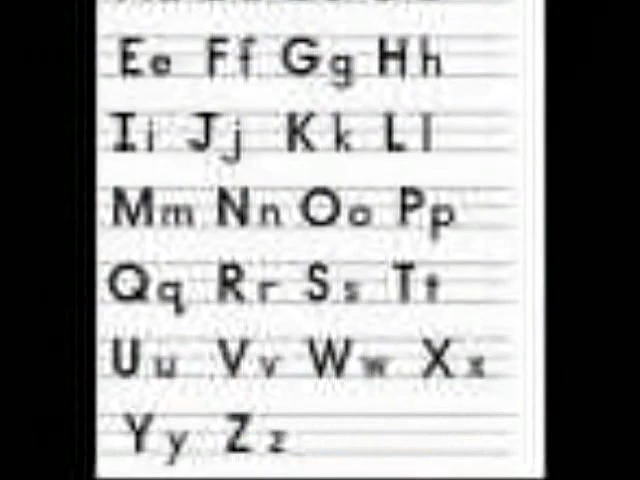 Ee Ff Gg Hh
Ii Jj Kk Ll
Mm Nn Oo Pp
Qq Rr Ss Tt
Uu Vv Ww Xx
Yy Zz